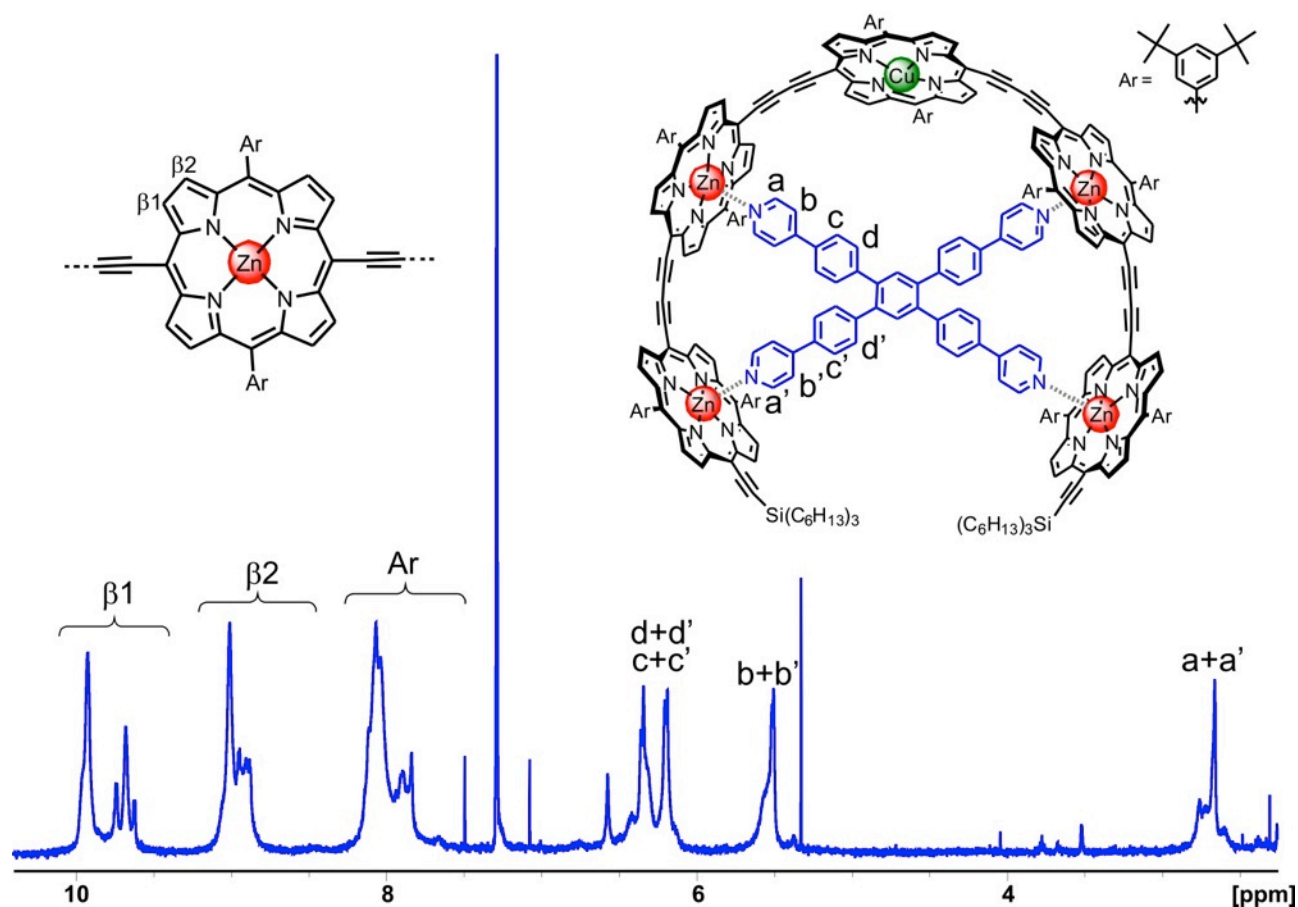 Ar
β2
β1
N
N
Zn
N
N
Ar
Ar
N
N
Cu
N
N
Ar
Ar =
Ar
N
N
Zn
N
N
Ar
a
b
c
d
N
N
N
N
Zn
N
N
Ar
Ar
Ar
N
N
Zn
N
N
Ar
N
a'
b'
c'
d'
N
N
N
Zn
N
N
Ar
Ar
Si(C6H13)3
(C6H13)3Si
β1
β2
Ar
d+d'
c+c'
b+b'
a+a'
10
8
6
4
[ppm]